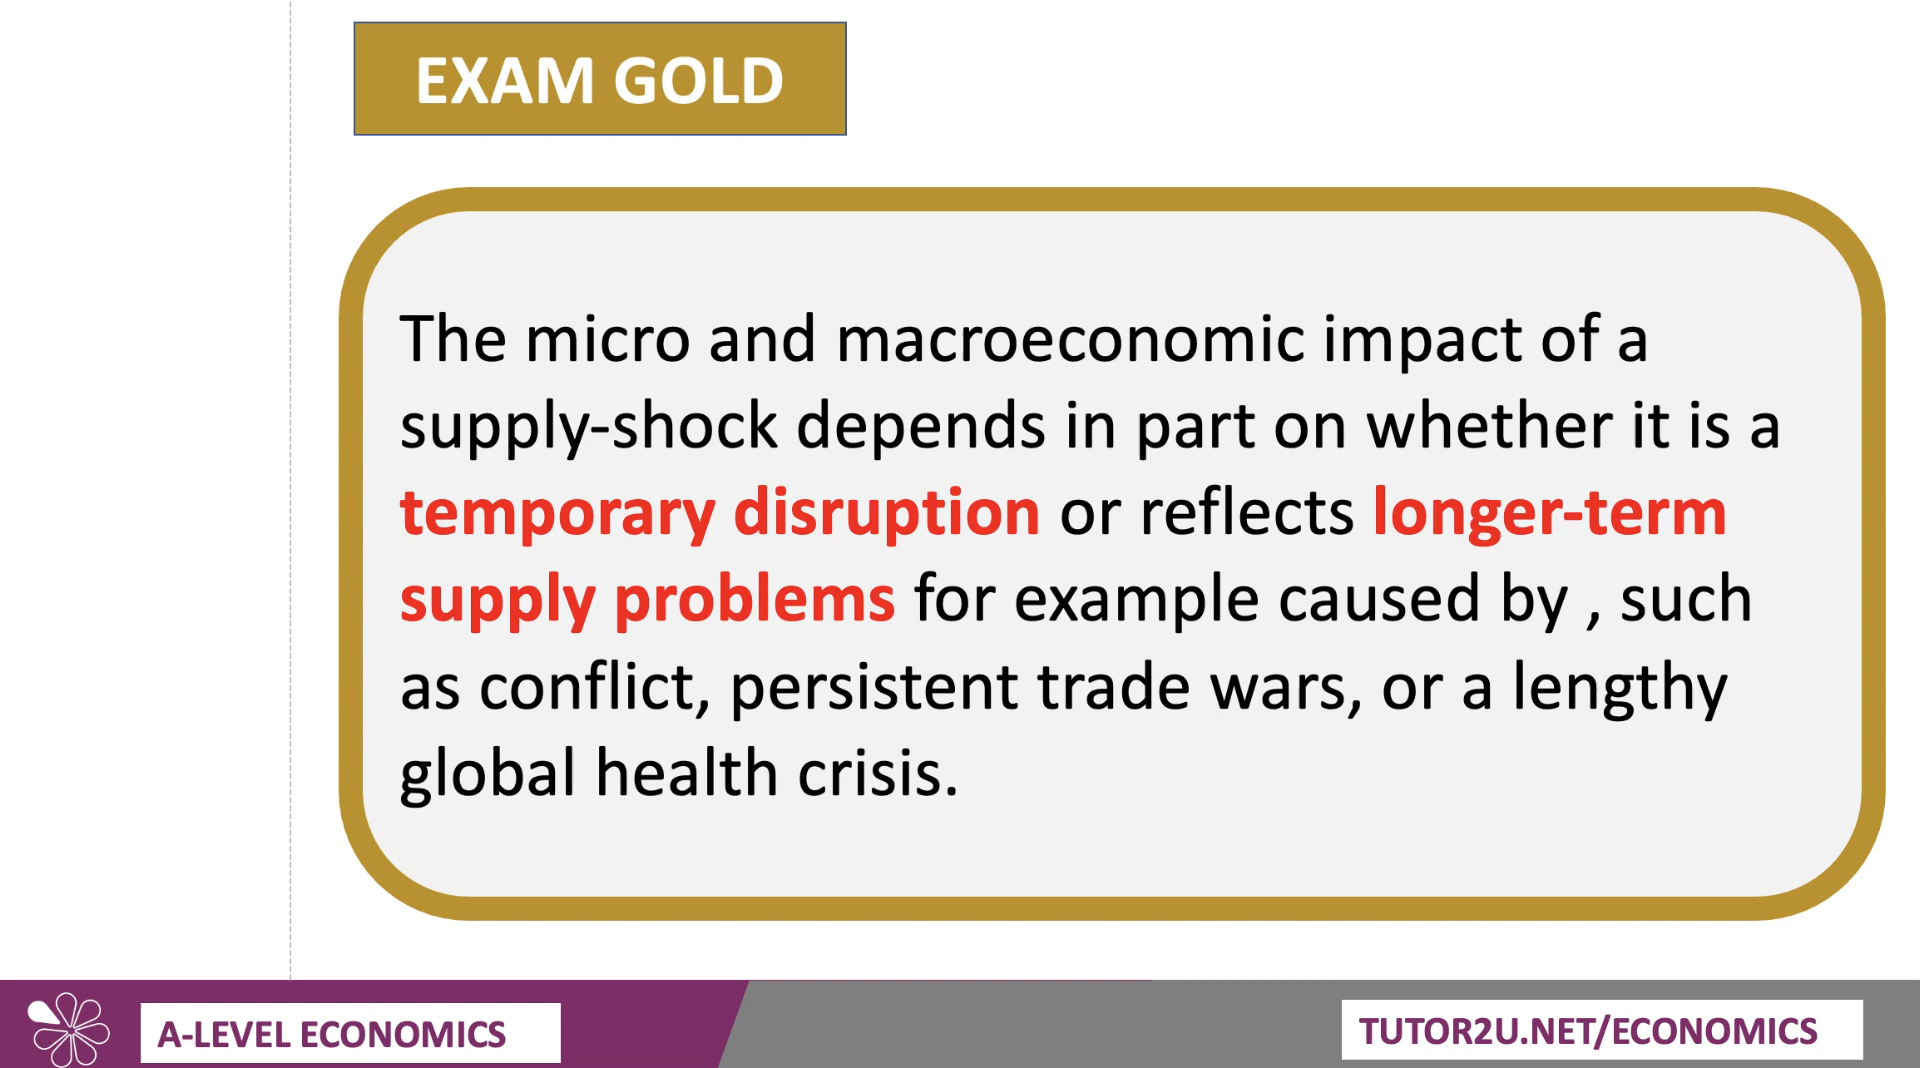 EXAM GOLD
The micro and macroeconomic impact of a
supply-shock depends in part on whether it is a
temporary disruption or reflects longer-term
supply problems for example caused by , such
as conflict, persistent trade wars, or a lengthy
global health crisis.
A-LEVEL ECONOMICS
TUTOR2U.NET/ECONOMICS